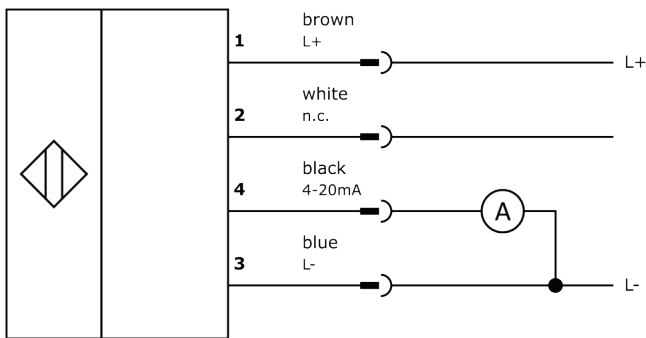 brown
1 L+
L+
white
2 n.c.
black
4 4-20mA
A
blue
3 L-
L-